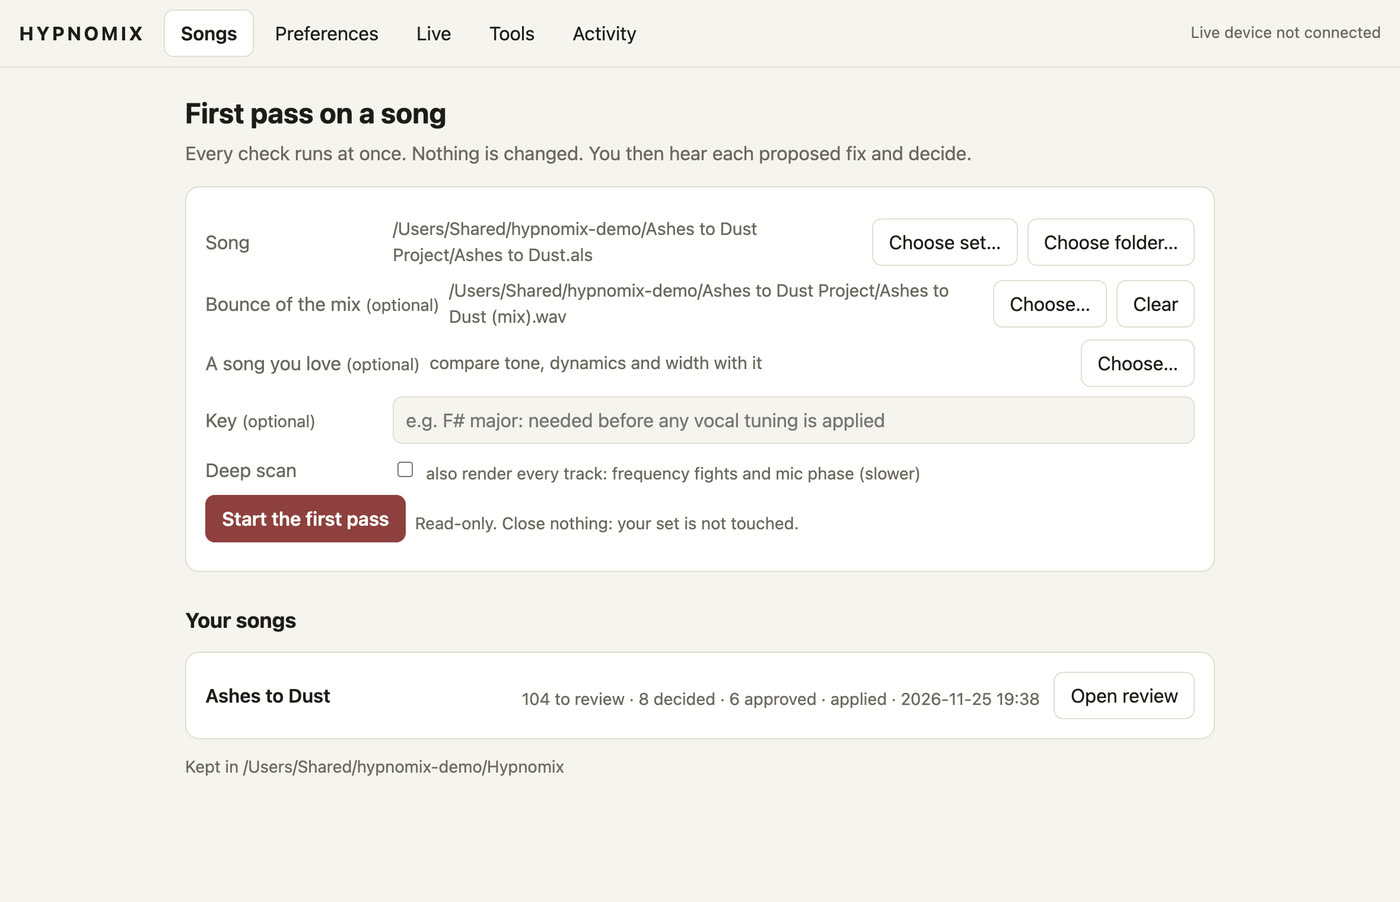 HYPNOMIX Songs Preferences Live Tools Activity Live device not connected
First pass on a song
Every check runs at once. Nothing is changed. You then hear each proposed fix and decide.
Song /Users/Shared/hypnomix-demo/Ashes to Dust
Project/Ashes to Dust.als Choose set... Choose folder...
Bounce of the mix (optional) /Users/Shared/hypnomix-demo/Ashes to Dust Project/Ashes to
Dust (mix).wav Choose... Clear
A song you love (optional) compare tone, dynamics and width with it Choose...
Key (optional) e.g. F# major: needed before any vocal tuning is applied
Deep scan also render every track: frequency fights and mic phase (slower)
Start the first pass Read-only. Close nothing: your set is not touched.
Your songs
Ashes to Dust 104 to review · 8 decided · 6 approved · applied · 2026-11-25 19:38 Open review
Kept in /Users/Shared/hypnomix-demo/Hypnomix